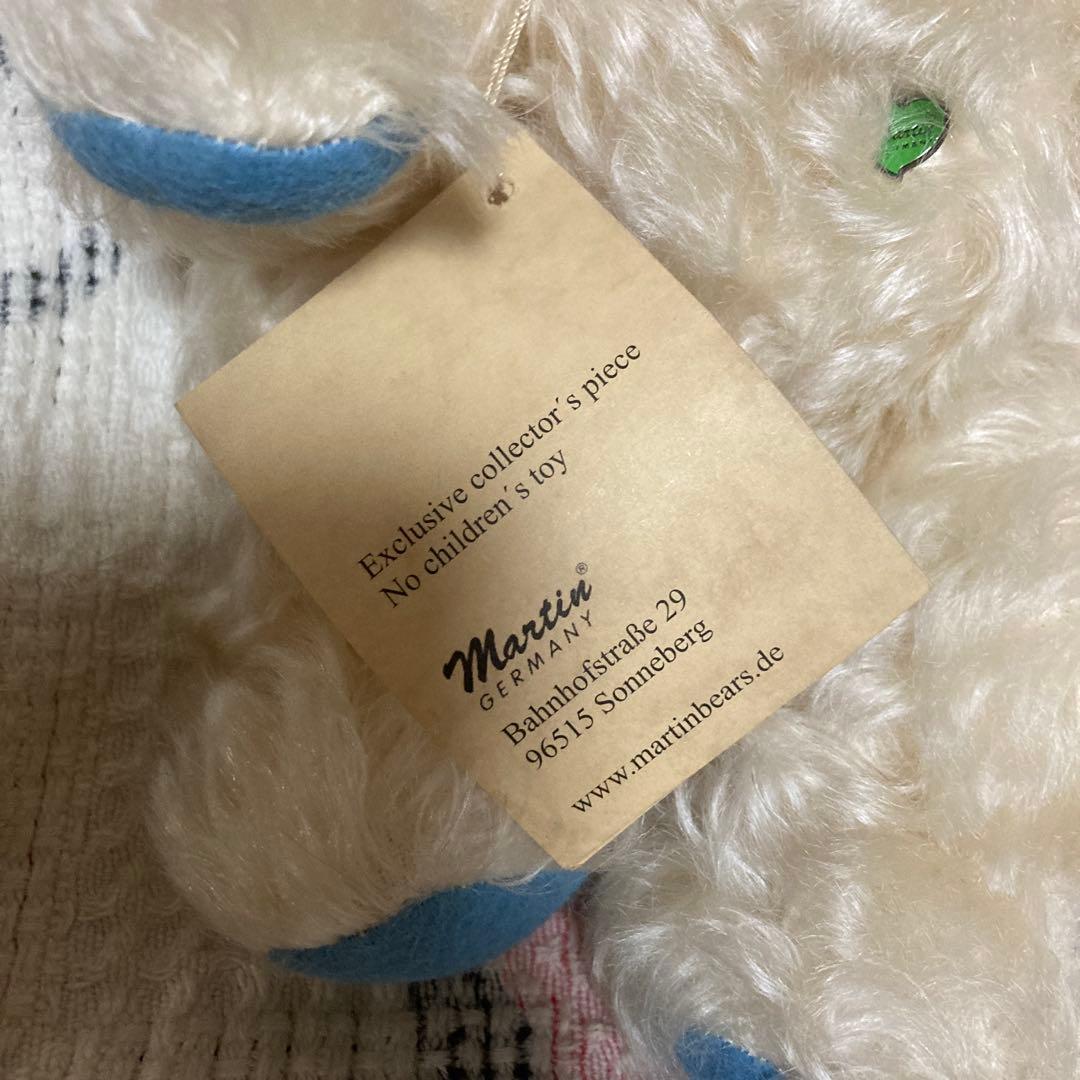 Exclusive collector´s piece
No children´s toy
Martin®
GERMANY
Bahnhofstraße 29
96515 Sonneberg
www.martinbears.de